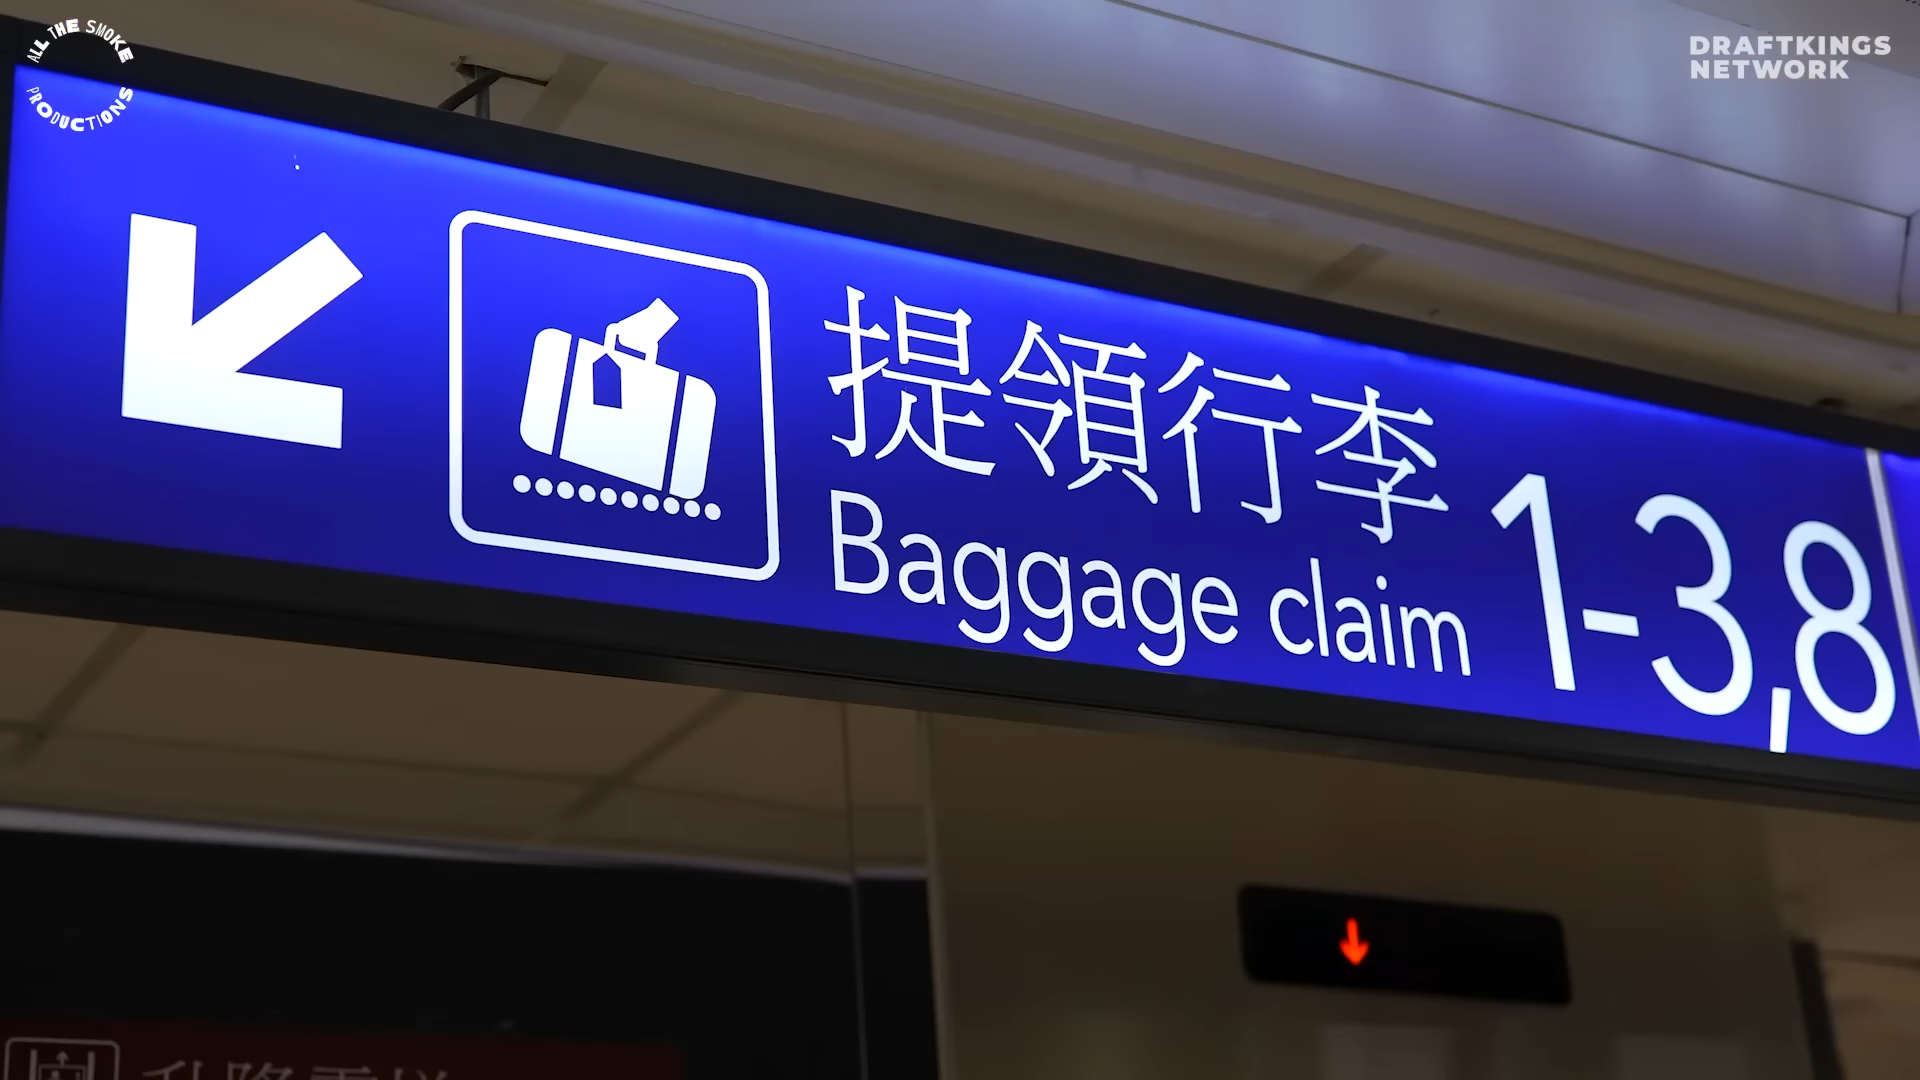 ALL THE SMOKE
PRODUCTIONS
DRAFTKINGS
NETWORK
提領行李
Baggage claim
1-3,8